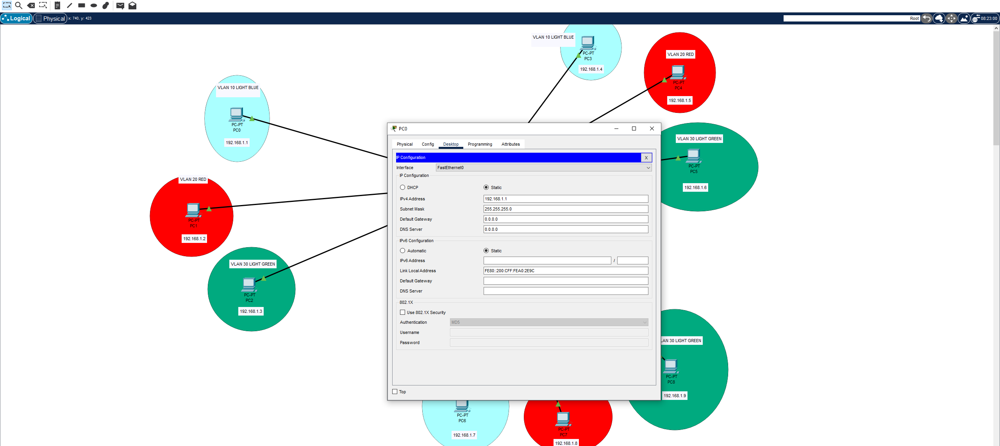 Logical
Physical
x: 740, y: 423
Root
08:23:00
VLAN 10 LIGHT BLUE
PC-PT
PC3
192.168.1.4
VLAN 20 RED
PC-PT
PC4
192.168.1.5
VLAN 10 LIGHT BLUE
PC-PT
PC0
192.168.1.1
VLAN 30 LIGHT GREEN
PC-PT
PC5
192.168.1.6
VLAN 20 RED
PC-PT
PC1
192.168.1.2
VLAN 30 LIGHT GREEN
PC-PT
PC2
192.168.1.3
PC0
Physical
Config
Desktop
Programming
Attributes
IP Configuration
X
Interface
FastEthernet0
IP Configuration
DHCP
Static
IPv4 Address
192.168.1.1
Subnet Mask
255.255.255.0
Default Gateway
0.0.0.0
DNS Server
0.0.0.0
IPv6 Configuration
Automatic
Static
IPv6 Address
/
Link Local Address
FE80::200:CFF:FEA0:2E9C
Default Gateway
DNS Server
802.1X
Use 802.1X Security
Authentication
MD5
Username
Password
Top
LAN 30 LIGHT GREEN
PC-PT
PC8
192.168.1.9
PC-PT
PC6
192.168.1.7
PC-PT
PC7
192.168.1.8